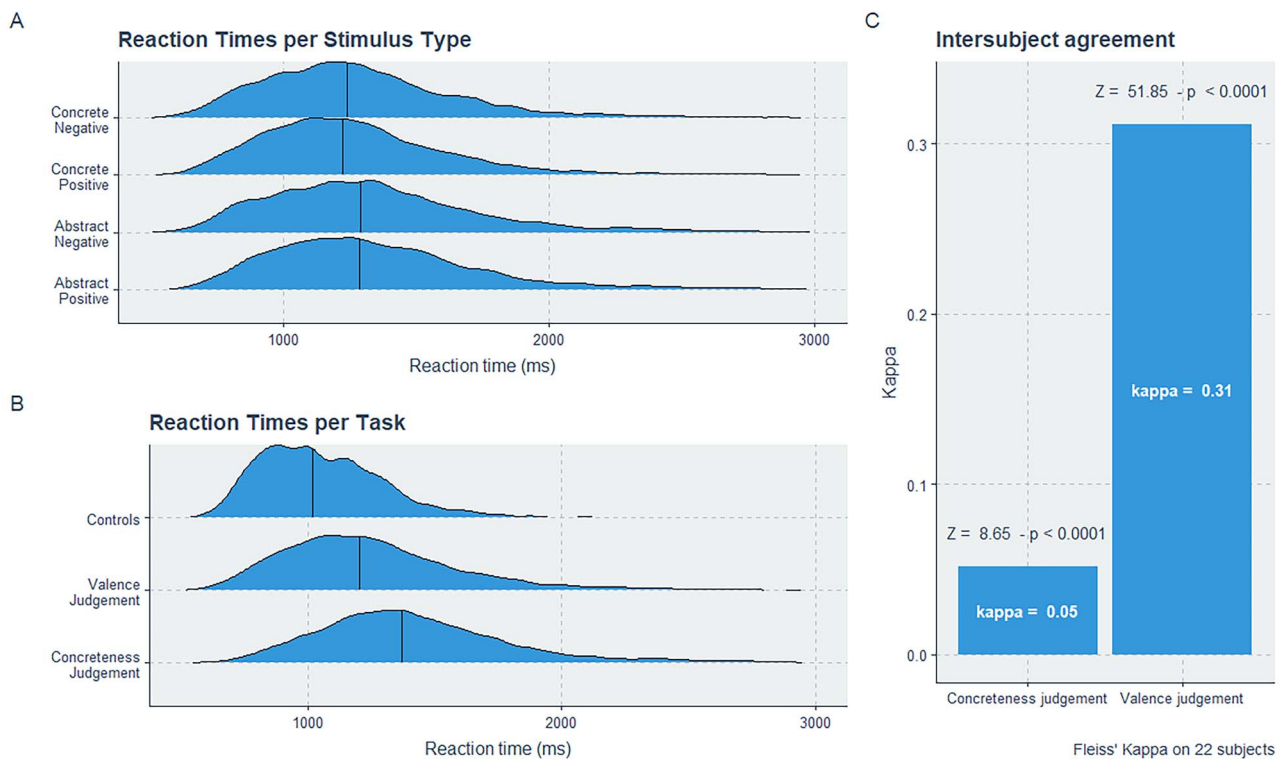 A
Reaction Times per Stimulus Type
Concrete
Negative
Concrete
Positive
Abstract
Negative
Abstract
Positive
1000
2000
3000
Reaction time (ms)
B
Reaction Times per Task
Controls
Valence
Judgement
Concreteness
Judgement
1000
2000
3000
Reaction time (ms)
C
Intersubject agreement
Z = 51.85 - p < 0.0001
0.3
0.2
Kappa
kappa = 0.31
0.1
Z = 8.65 - p < 0.0001
kappa = 0.05
0.0
Concreteness judgement
Valence judgement
Fleiss' Kappa on 22 subjects